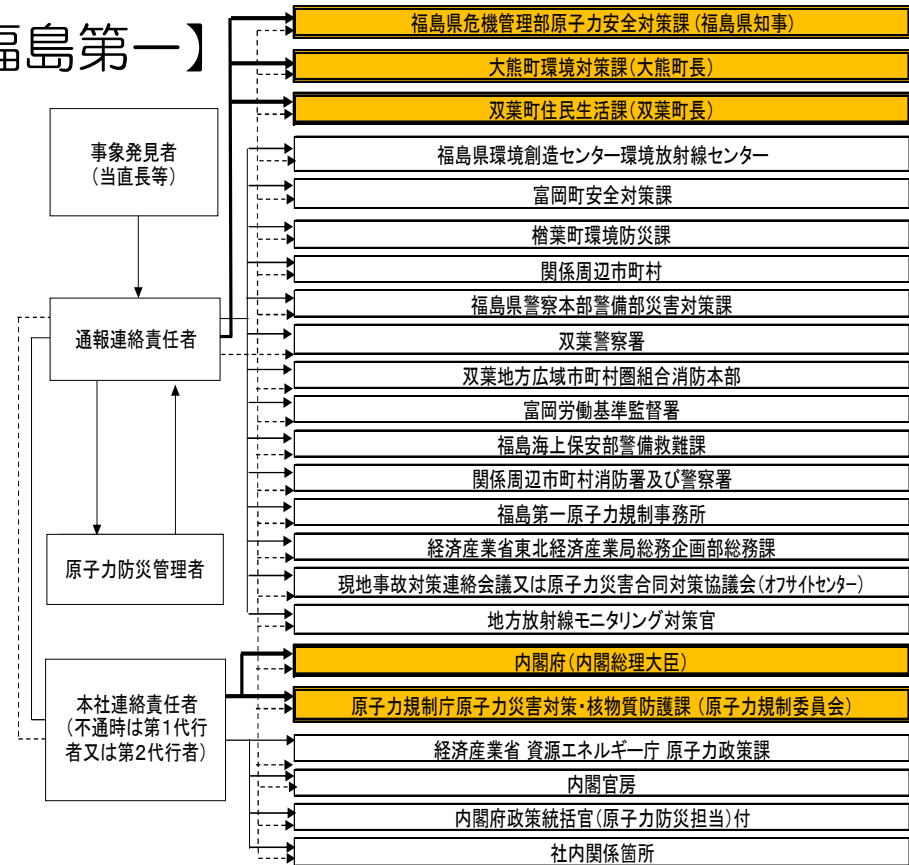 福島第一】
福島県危機管理部原子力安全対策課(福島県知事)
大熊町環境対策課(大熊町長)
双葉町住民生活課(双葉町長)
事象発見者
(当直長等)
福島県環境創造センター環境放射線センター
富岡町安全対策課
楢葉町環境防災課
関係周辺市町村
福島県警察本部警備部災害対策課
通報連絡責任者
双葉警察署
双葉地方広域市町村圏組合消防本部
富岡労働基準監督署
福島海上保安部警備救難課
関係周辺市町村消防署及び警察署
福島第一原子力規制事務所
原子力防災管理者
経済産業省東北経済産業局総務企画部総務課
現地事故対策連絡会議又は原子力災害合同対策協議会(オフサイトセンター)
地方放射線モニタリング対策官
内閣府(内閣総理大臣)
本社連絡責任者
(不通時は第1代行
者又は第2代行者)
原子力規制庁原子力災害対策・核物質防護課(原子力規制委員会)
経済産業省 資源エネルギー庁 原子力政策課
内閣官房
内閣府政策統括官(原子力防災担当)付
社内関係箇所